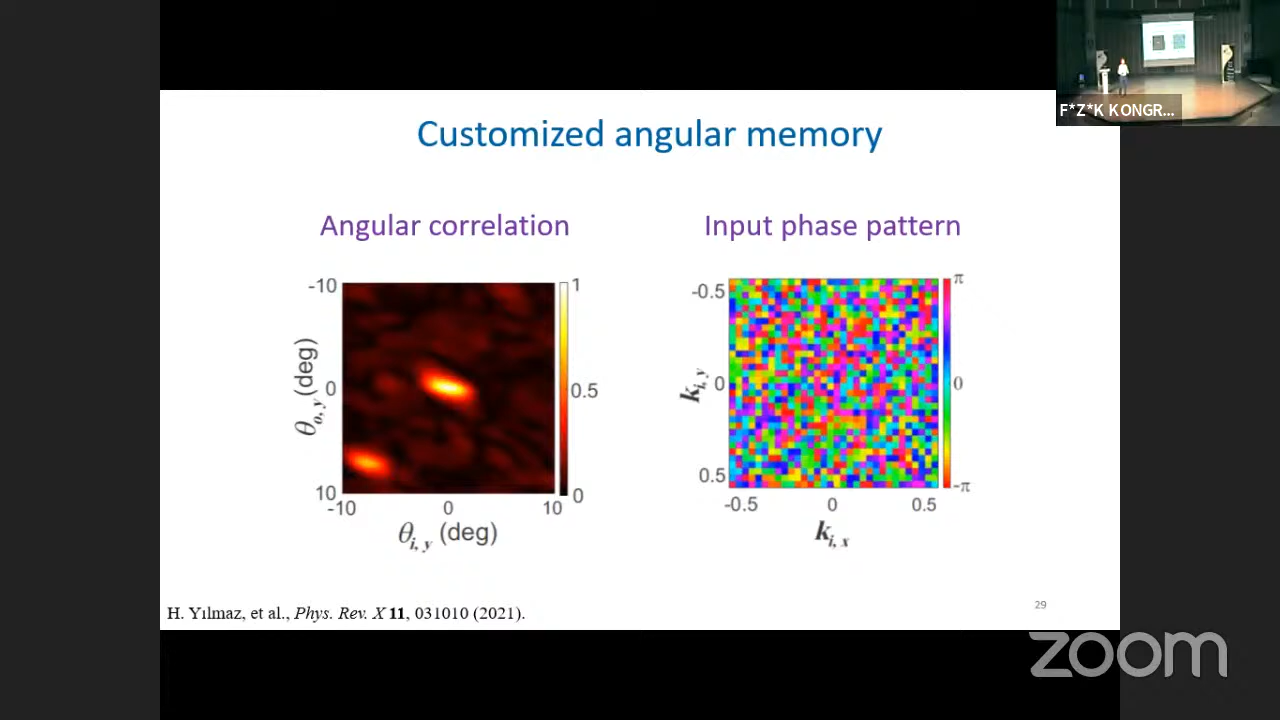 F*Z*K KONGR...
Customized angular memory
Angular correlation
Input phase pattern
-10
0
10
θo, y (deg)
-10
0
10
θi, y (deg)
1
0.5
0
-0.5
0
0.5
ki, y
-0.5
0
0.5
ki, x
π
0
-π
H. Yılmaz, et al., Phys. Rev. X 11, 031010 (2021).
29
zoom